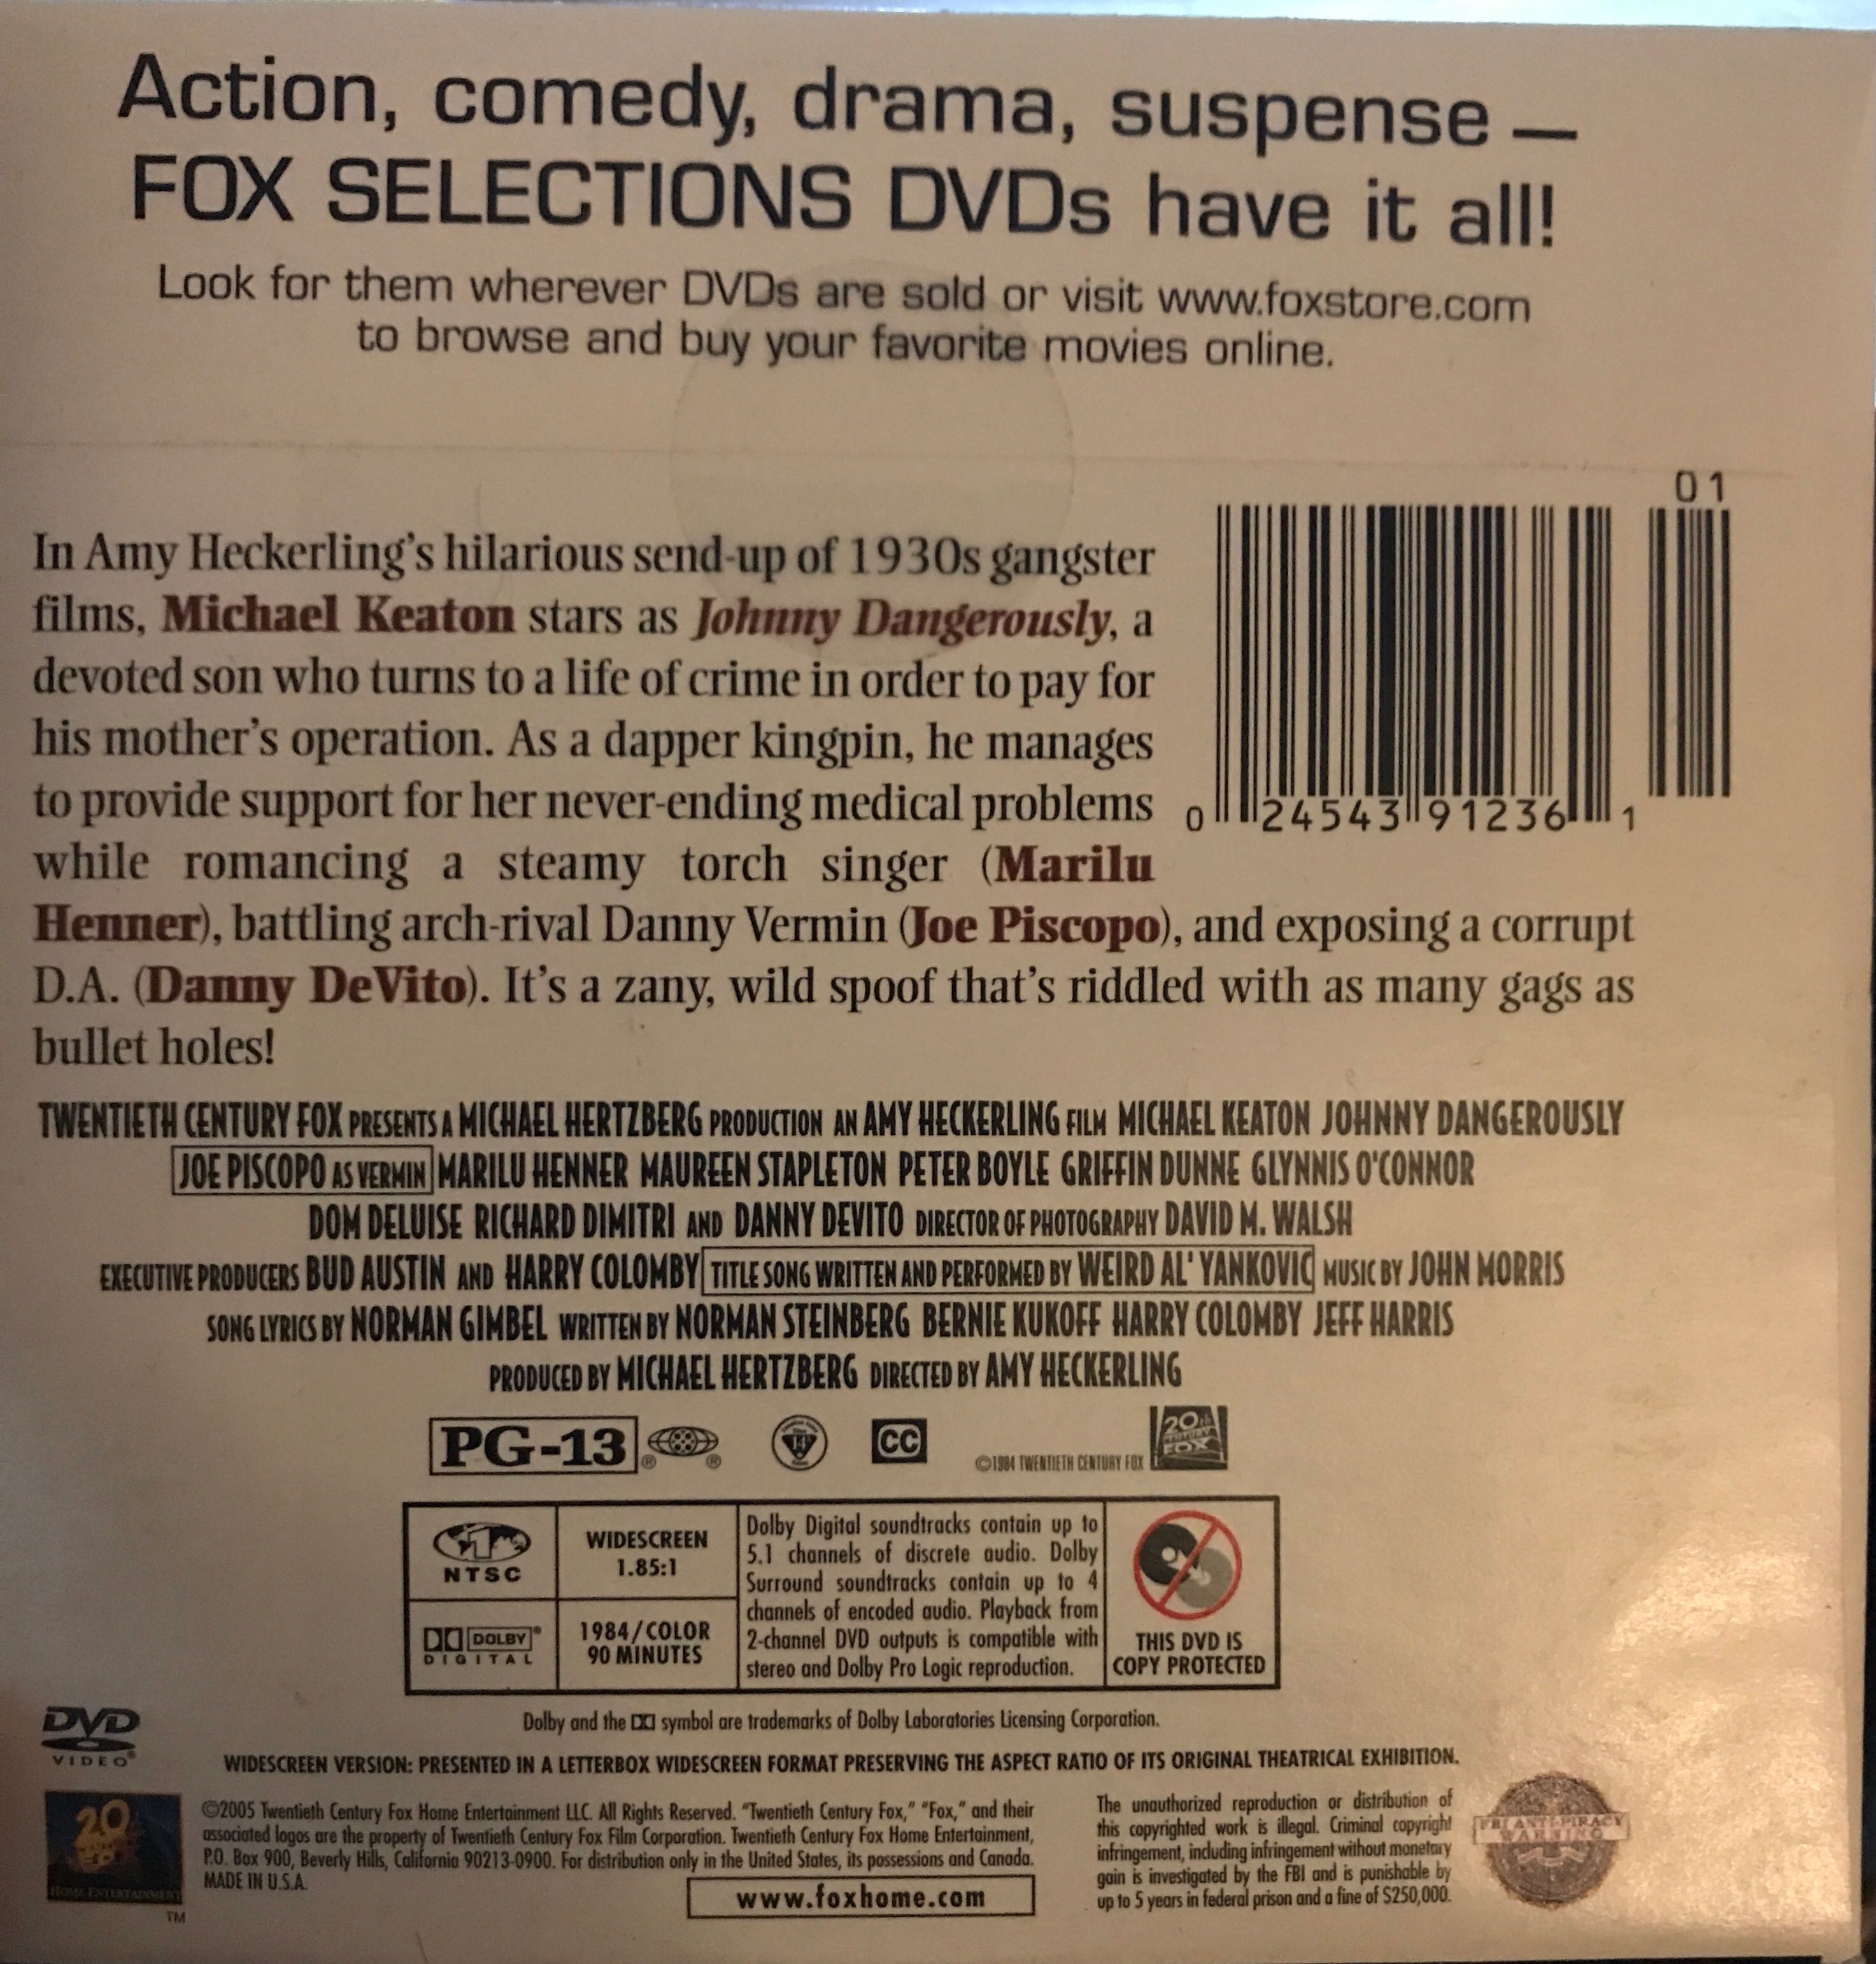 Action, comedy, drama, suspense —
FOX SELECTIONS DVDs have it all!
Look for them wherever DVDs are sold or visit www.foxstore.com
to browse and buy your favorite movies online.
01
In Amy Heckerling's hilarious send-up of 1930s gangster
films, Michael Keaton stars as Johnny Dangerously, a
devoted son who turns to a life of crime in order to pay for
his mother's operation. As a dapper kingpin, he manages
to provide support for her never-ending medical problems
0 24543 91236 1
while romancing a steamy torch singer (Marilu
Henner), battling arch-rival Danny Vermin (Joe Piscopo), and exposing a corrupt
D.A. (Danny DeVito). It's a zany, wild spoof that's riddled with as many gags as
bullet holes!
TWENTIETH CENTURY FOX PRESENTS A MICHAEL HERTZBERG PRODUCTION AN AMY HECKERLING FILM MICHAEL KEATON JOHNNY DANGEROUSLY
JOE PISCOPO AS VERMIN MARILU HENNER MAUREEN STAPLETON PETER BOYLE GRIFFIN DUNNE GLYNNIS O'CONNOR
DOM DELUISE RICHARD DIMITRI AND DANNY DEVITO DIRECTOR OF PHOTOGRAPHY DAVID M. WALSH
EXECUTIVE PRODUCERS BUD AUSTIN AND HARRY COLOMBY TITLE SONG WRITTEN AND PERFORMED BY WEIRD AL' YANKOVIC MUSIC BY JOHN MORRIS
SONG LYRICS BY NORMAN GIMBEL WRITTEN BY NORMAN STEINBERG BERNIE KUKOFF HARRY COLOMBY JEFF HARRIS
PRODUCED BY MICHAEL HERTZBERG DIRECTED BY AMY HECKERLING
PG-13 ® ® 14 CC ©1984 TWENTIETH CENTURY FOX 20th CENTURY FOX
1
NTSC
WIDESCREEN
1.85:1
DOLBY®
DIGITAL
1984/COLOR
90 MINUTES
Dolby Digital soundtracks contain up to
5.1 channels of discrete audio. Dolby
Surround soundtracks contain up to 4
channels of encoded audio. Playback from
2-channel DVD outputs is compatible with
stereo and Dolby Pro Logic reproduction.
THIS DVD IS
COPY PROTECTED
DVD
VIDEO®
Dolby and the symbol are trademarks of Dolby Laboratories Licensing Corporation.
WIDESCREEN VERSION: PRESENTED IN A LETTERBOX WIDESCREEN FORMAT PRESERVING THE ASPECT RATIO OF ITS ORIGINAL THEATRICAL EXHIBITION.
20
HOME ENTERTAINMENT
TM
©2005 Twentieth Century Fox Home Entertainment LLC. All Rights Reserved. "Twentieth Century Fox," "Fox," and their
associated logos are the property of Twentieth Century Fox Film Corporation. Twentieth Century Fox Home Entertainment,
P.O. Box 900, Beverly Hills, California 90213-0900. For distribution only in the United States, its possessions and Canada.
MADE IN U.S.A.
www.foxhome.com
The unauthorized reproduction or distribution of
this copyrighted work is illegal. Criminal copyright
infringement, including infringement without monetary
gain is investigated by the FBI and is punishable by
up to 5 years in federal prison and a fine of $250,000.
FBI ANTI-PIRACY
WARNING